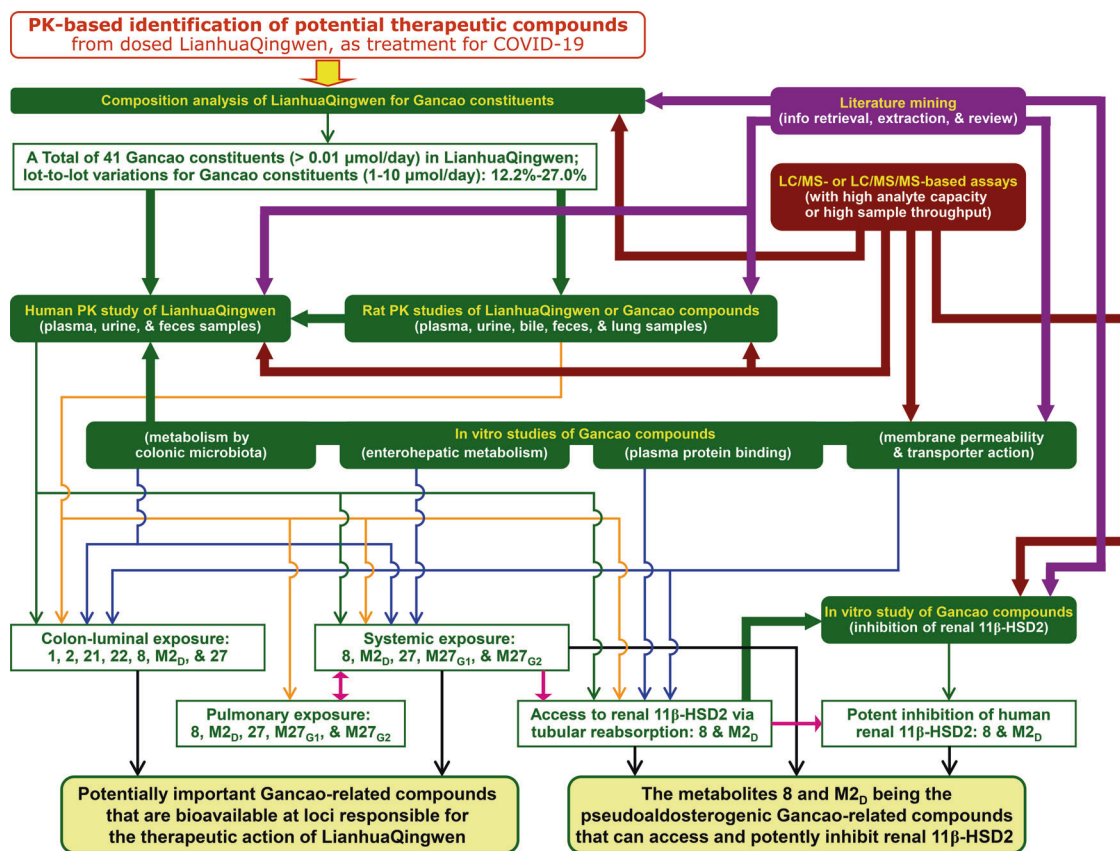 PK-based identification of potential therapeutic compounds
from dosed LianhuaQingwen, as treatment for COVID-19
Composition analysis of LianhuaQingwen for Gancao constituents
Literature mining
(info retrieval, extraction, & review)
A Total of 41 Gancao constituents (> 0.01 μmol/day) in LianhuaQingwen;
lot-to-lot variations for Gancao constituents (1-10 μmol/day): 12.2%-27.0%
LC/MS- or LC/MS/MS-based assays
(with high analyte capacity
or high sample throughput)
Human PK study of LianhuaQingwen
(plasma, urine, & feces samples)
Rat PK studies of LianhuaQingwen or Gancao compounds
(plasma, urine, bile, feces, & lung samples)
In vitro studies of Gancao compounds
(metabolism by
colonic microbiota)
(enterohepatic metabolism)
(plasma protein binding)
(membrane permeability
& transporter action)
In vitro study of Gancao compounds
(inhibition of renal 11β-HSD2)
Colon-luminal exposure:
1, 2, 21, 22, 8, M2D, & 27
Systemic exposure:
8, M2D, 27, M27G1, & M27G2
Pulmonary exposure:
8, M2D, 27, M27G1, & M27G2
Access to renal 11β-HSD2 via
tubular reabsorption: 8 & M2D
Potent inhibition of human
renal 11β-HSD2: 8 & M2D
Potentially important Gancao-related compounds
that are bioavailable at loci responsible for
the therapeutic action of LianhuaQingwen
The metabolites 8 and M2D being the
pseudoaldosterogenic Gancao-related compounds
that can access and potently inhibit renal 11β-HSD2